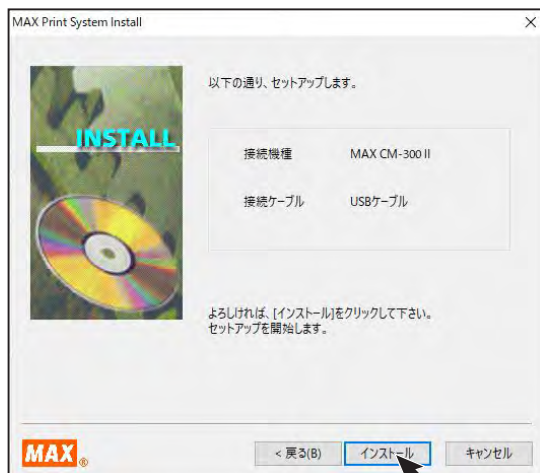 MAX Print System Install
INSTALL
以下の通り、セットアップします。
接続機種 MAX CM-300 II
接続ケーブル USBケーブル
よろしければ、[インストール]をクリックして下さい。
セットアップを開始します。
MAX®
< 戻る(B) インストール キャンセル